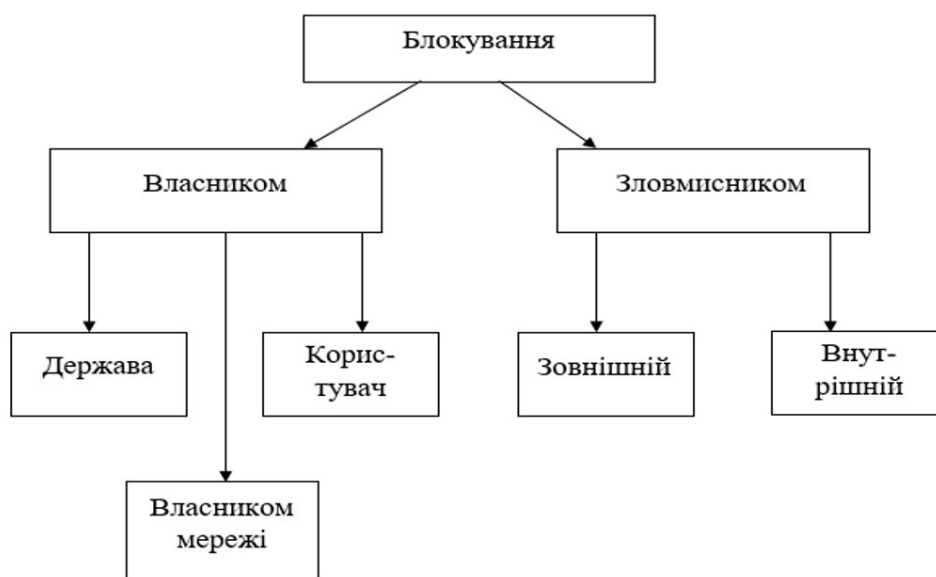 Блокування
Власником
Зловмисником
Держава
Корис-
тувач
Зовнішній
Внут-
рішній
Власником
мережі